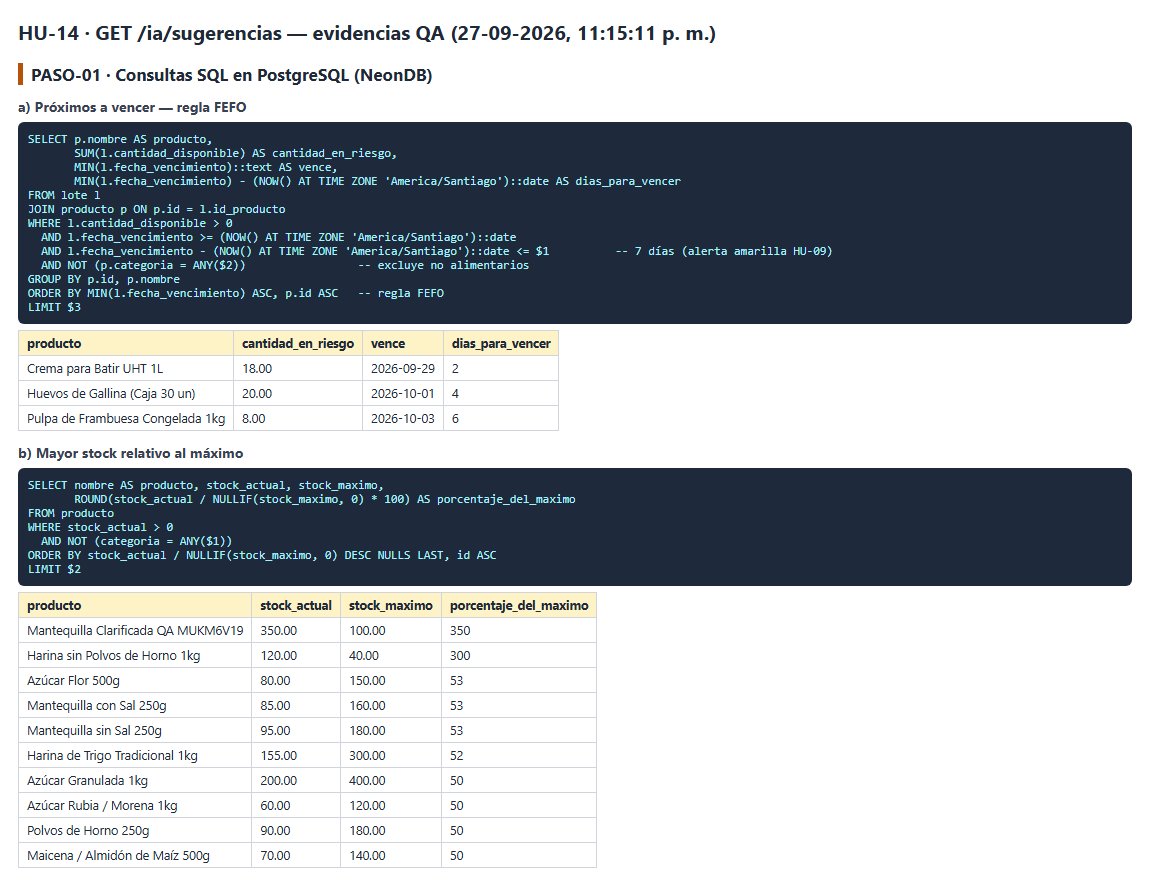 HU-14 · GET /ia/sugerencias — evidencias QA (27-09-2026, 11:15:11 p. m.)
PASO-01 · Consultas SQL en PostgreSQL (NeonDB)
a) Próximos a vencer — regla FEFO
SELECT p.nombre AS producto,
SUM(l.cantidad_disponible) AS cantidad_en_riesgo,
MIN(l.fecha_vencimiento)::text AS vence,
MIN(l.fecha_vencimiento) - (NOW() AT TIME ZONE 'America/Santiago')::date AS dias_para_vencer
FROM lote l
JOIN producto p ON p.id = l.id_producto
WHERE l.cantidad_disponible > 0
AND l.fecha_vencimiento >= (NOW() AT TIME ZONE 'America/Santiago')::date
AND l.fecha_vencimiento - (NOW() AT TIME ZONE 'America/Santiago')::date <= $1 -- 7 días (alerta amarilla HU-09)
AND NOT (p.categoria = ANY($2)) -- excluye no alimentarios
GROUP BY p.id, p.nombre
ORDER BY MIN(l.fecha_vencimiento) ASC, p.id ASC -- regla FEFO
LIMIT $3
producto cantidad_en_riesgo vence dias_para_vencer
Crema para Batir UHT 1L 18.00 2026-09-29 2
Huevos de Gallina (Caja 30 un) 20.00 2026-10-01 4
Pulpa de Frambuesa Congelada 1kg 8.00 2026-10-03 6
b) Mayor stock relativo al máximo
SELECT nombre AS producto, stock_actual, stock_maximo,
ROUND(stock_actual / NULLIF(stock_maximo, 0) * 100) AS porcentaje_del_maximo
FROM producto
WHERE stock_actual > 0
AND NOT (categoria = ANY($1))
ORDER BY stock_actual / NULLIF(stock_maximo, 0) DESC NULLS LAST, id ASC
LIMIT $2
producto stock_actual stock_maximo porcentaje_del_maximo
Mantequilla Clarificada QA MUKM6V19 350.00 100.00 350
Harina sin Polvos de Horno 1kg 120.00 40.00 300
Azúcar Flor 500g 80.00 150.00 53
Mantequilla con Sal 250g 85.00 160.00 53
Mantequilla sin Sal 250g 95.00 180.00 53
Harina de Trigo Tradicional 1kg 155.00 300.00 52
Azúcar Granulada 1kg 200.00 400.00 50
Azúcar Rubia / Morena 1kg 60.00 120.00 50
Polvos de Horno 250g 90.00 180.00 50
Maicena / Almidón de Maíz 500g 70.00 140.00 50